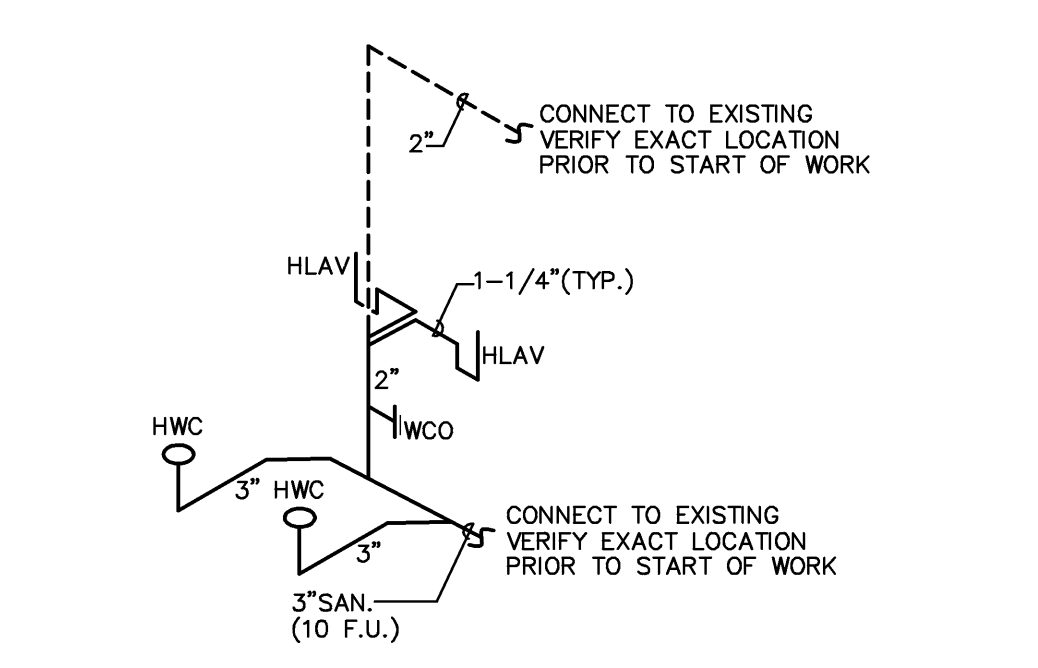 CONNECT TO EXISTING
VERIFY EXACT LOCATION
PRIOR TO START OF WORK
2"
HLAV
1-1/4"(TYP.)
HLAV
2"
WCO
HWC
3"
HWC
3"
CONNECT TO EXISTING
VERIFY EXACT LOCATION
PRIOR TO START OF WORK
3"SAN.
(10 F.U.)